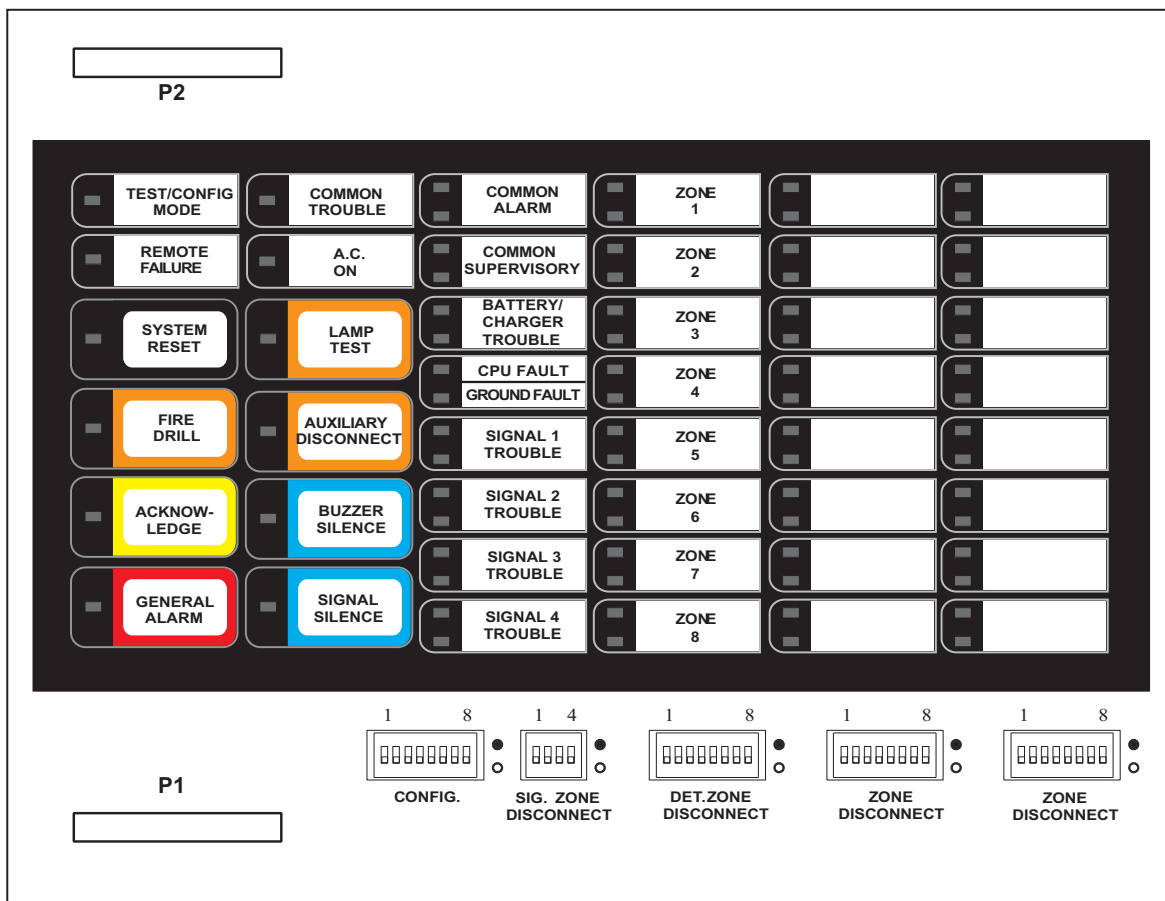 P2
TEST/CONFIG
MODE
REMOTE
FAILURE
SYSTEM
RESET
FIRE
DRILL
ACKNOW-
LEDGE
GENERAL
ALARM
COMMON
TROUBLE
A.C.
ON
LAMP
TEST
AUXILIARY
DISCONNECT
BUZZER
SILENCE
SIGNAL
SILENCE
COMMON
ALARM
COMMON
SUPERVISORY
BATTERY/
CHARGER
TROUBLE
CPU FAULT
GROUND FAULT
SIGNAL 1
TROUBLE
SIGNAL 2
TROUBLE
SIGNAL 3
TROUBLE
SIGNAL 4
TROUBLE
ZONE
1
ZONE
2
ZONE
3
ZONE
4
ZONE
5
ZONE
6
ZONE
7
ZONE
8
P1
1 8
CONFIG.
1 4
SIG. ZONE
DISCONNECT
1 8
DET.ZONE
DISCONNECT
1 8
ZONE
DISCONNECT
1 8
ZONE
DISCONNECT